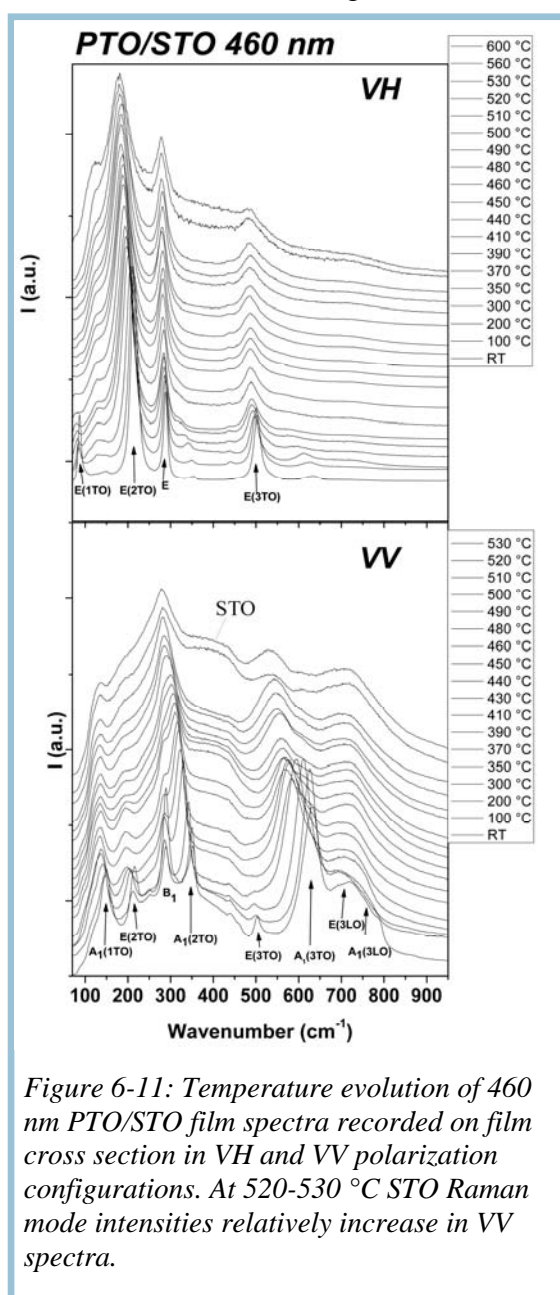 PTO/STO 460 nm
VH
600 °C
560 °C
530 °C
520 °C
510 °C
500 °C
490 °C
480 °C
460 °C
450 °C
440 °C
410 °C
390 °C
370 °C
350 °C
300 °C
200 °C
100 °C
RT
I (a.u.)
E(1TO)
E(2TO)
E
E(3TO)
VV
530 °C
520 °C
510 °C
500 °C
490 °C
480 °C
460 °C
450 °C
440 °C
430 °C
410 °C
390 °C
370 °C
350 °C
300 °C
200 °C
100 °C
RT
STO
I (a.u.)
A1(1TO)
E(2TO)
B1
A1(2TO)
E(3TO)
A1(3TO)
E(3LO)
A1(3LO)
100 200 300 400 500 600 700 800 900
Wavenumber (cm-1)
Figure 6-11: Temperature evolution of 460
nm PTO/STO film spectra recorded on film
cross section in VH and VV polarization
configurations. At 520-530 °C STO Raman
mode intensities relatively increase in VV
spectra.